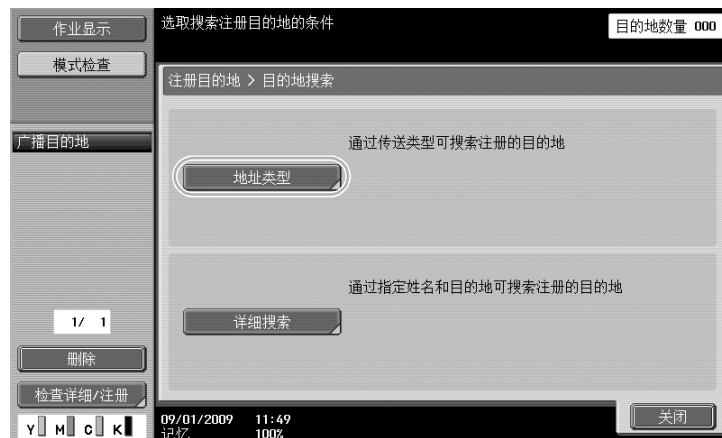 作业显示
选取搜索注册目的地的条件
目的地数量 000
模式检查
注册目的地 > 目的地搜索
广播目的地
通过传送类型可搜索注册的目的地
地址类型
通过指定姓名和目的地可搜索注册的目的地
1/ 1
详细搜索
删除
检查详细/注册
Y M C K
09/01/2009 11:49
记忆 100%
关闭